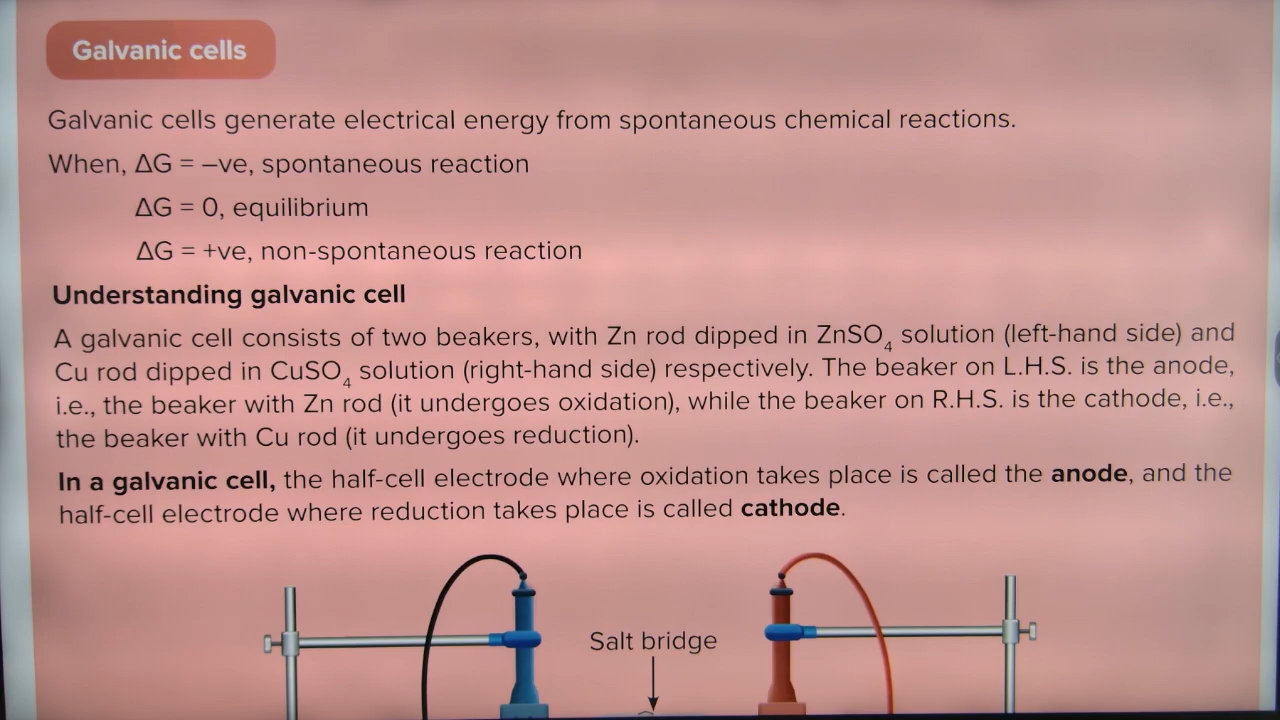 Galvanic cells
Galvanic cells generate electrical energy from spontaneous chemical reactions.
When, ΔG = –ve, spontaneous reaction
ΔG = 0, equilibrium
ΔG = +ve, non-spontaneous reaction
Understanding galvanic cell
A galvanic cell consists of two beakers, with Zn rod dipped in ZnSO₄ solution (left-hand side) and
Cu rod dipped in CuSO₄ solution (right-hand side) respectively. The beaker on L.H.S. is the anode,
i.e., the beaker with Zn rod (it undergoes oxidation), while the beaker on R.H.S. is the cathode, i.e.,
the beaker with Cu rod (it undergoes reduction).
In a galvanic cell, the half-cell electrode where oxidation takes place is called the anode, and the
half-cell electrode where reduction takes place is called cathode.
Salt bridge